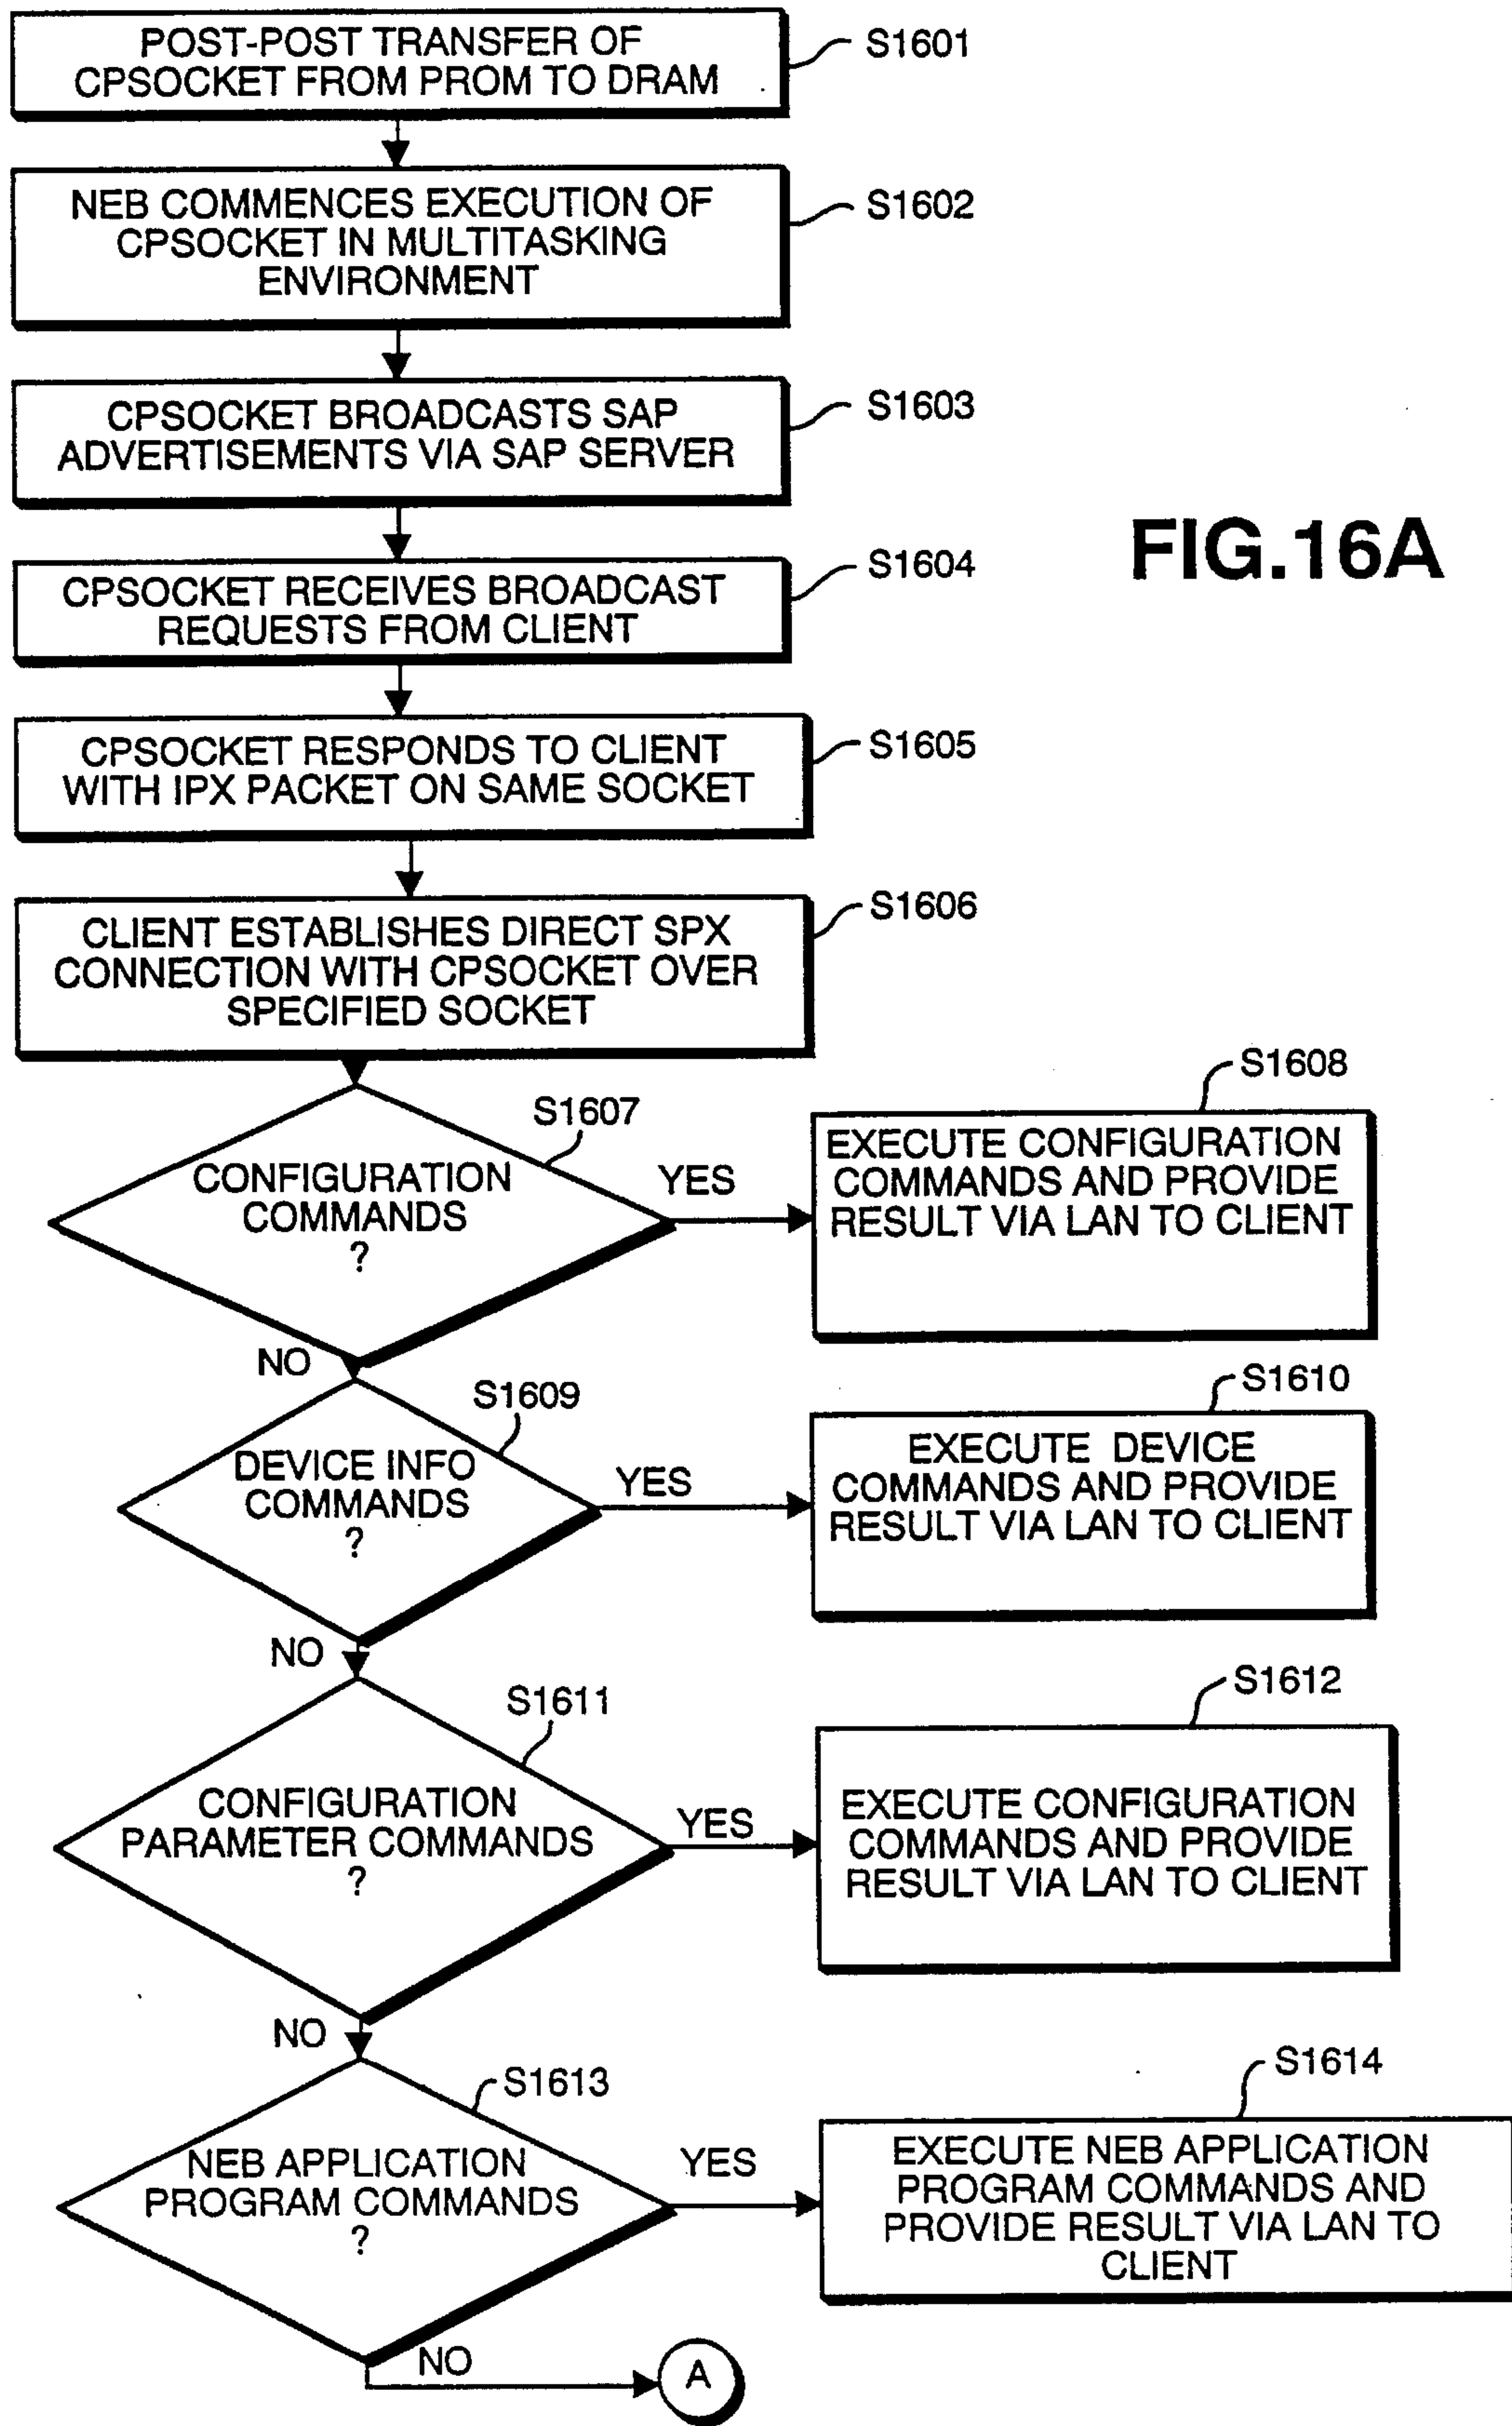 POST-POST TRANSFER OF
CPSOCKET FROM PROM TO DRAM
S1601
NEB COMMENCES EXECUTION OF
CPSOCKET IN MULTITASKING
ENVIRONMENT
S1602
CPSOCKET BROADCASTS SAP
ADVERTISEMENTS VIA SAP SERVER
S1603
FIG.16A
CPSOCKET RECEIVES BROADCAST
REQUESTS FROM CLIENT
S1604
CPSOCKET RESPONDS TO CLIENT
WITH IPX PACKET ON SAME SOCKET
S1605
CLIENT ESTABLISHES DIRECT SPX
CONNECTION WITH CPSOCKET OVER
SPECIFIED SOCKET
S1606
S1607
CONFIGURATION
COMMANDS
?
YES
S1608
EXECUTE CONFIGURATION
COMMANDS AND PROVIDE
RESULT VIA LAN TO CLIENT
NO
S1609
DEVICE INFO
COMMANDS
?
YES
S1610
EXECUTE DEVICE
COMMANDS AND PROVIDE
RESULT VIA LAN TO CLIENT
NO
S1611
CONFIGURATION
PARAMETER COMMANDS
?
YES
S1612
EXECUTE CONFIGURATION
COMMANDS AND PROVIDE
RESULT VIA LAN TO CLIENT
NO
S1613
NEB APPLICATION
PROGRAM COMMANDS
?
YES
S1614
EXECUTE NEB APPLICATION
PROGRAM COMMANDS AND
PROVIDE RESULT VIA LAN TO
CLIENT
NO
A